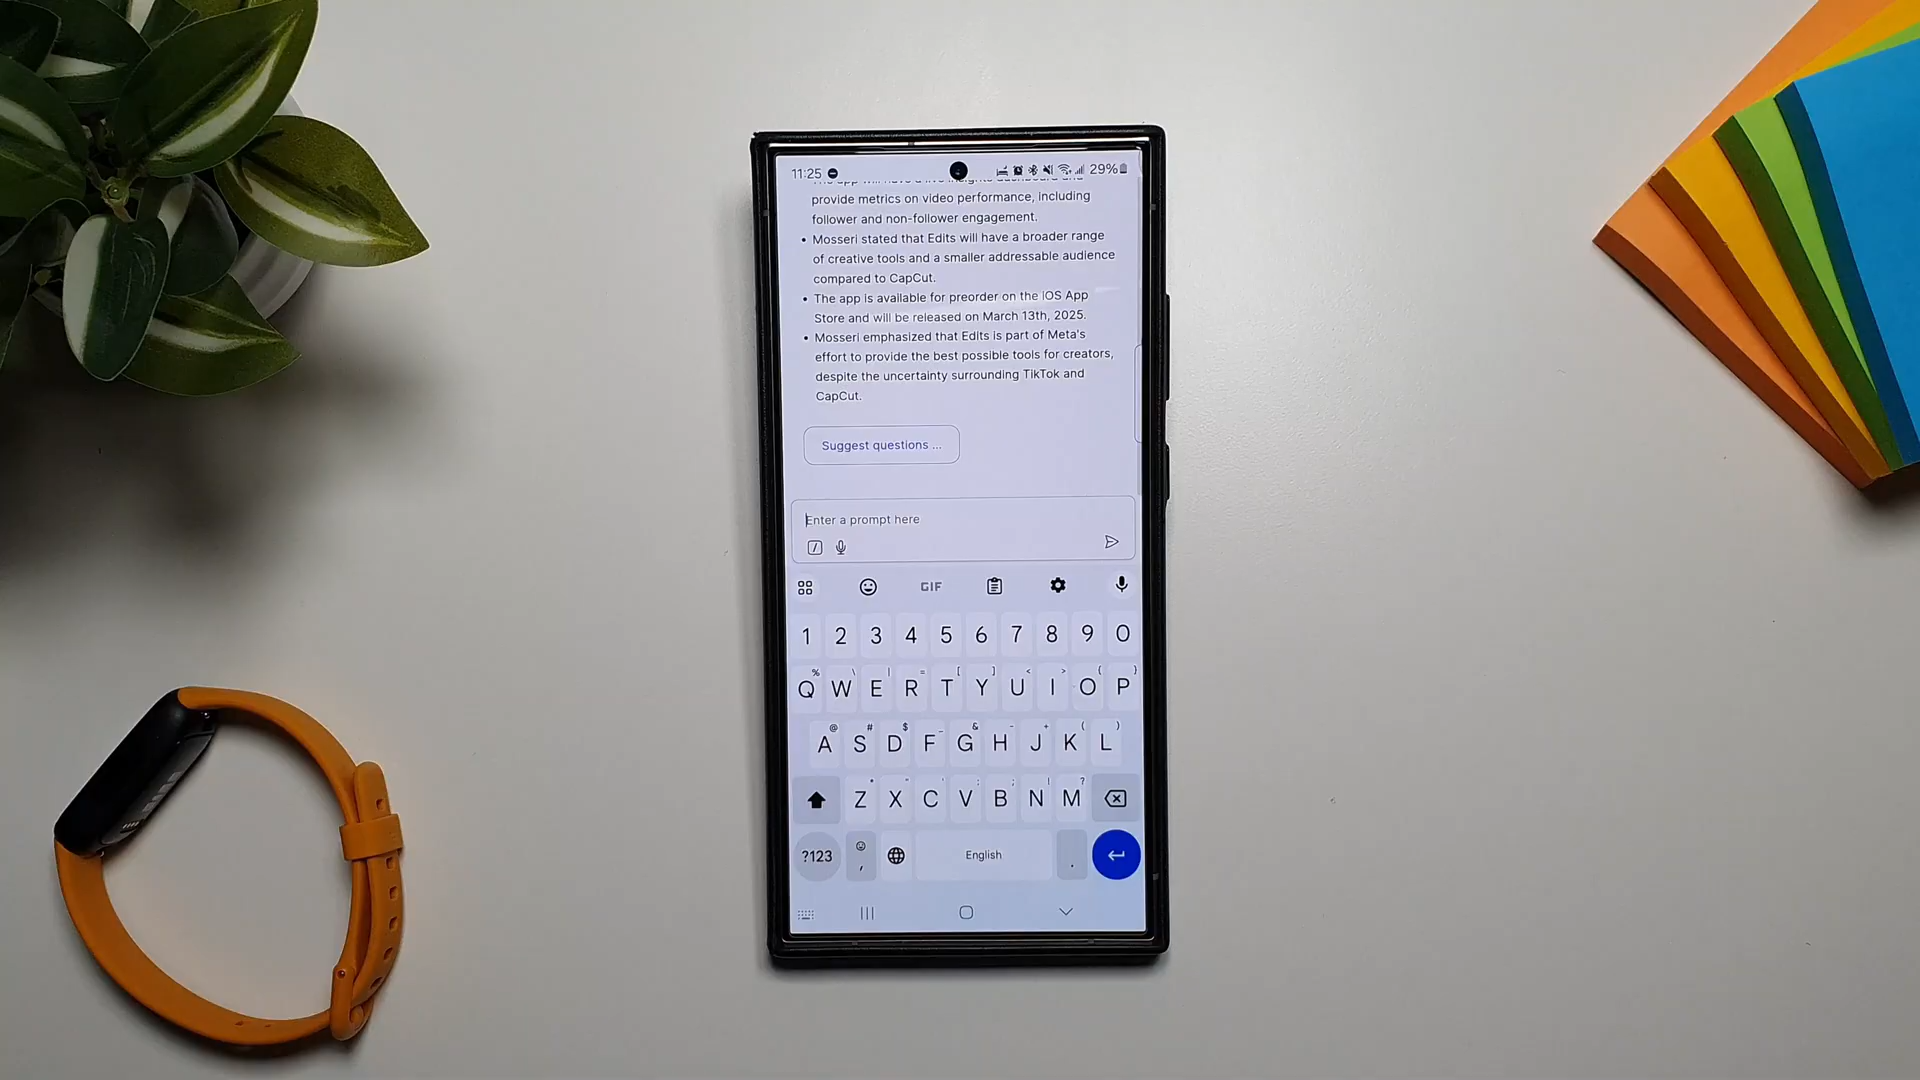 11:25
29%
provide metrics on video performance, including
follower and non-follower engagement.
• Mosseri stated that Edits will have a broader range
of creative tools and a smaller addressable audience
compared to CapCut.
• The app is available for preorder on the iOS App
Store and will be released on March 13th, 2025.
• Mosseri emphasized that Edits is part of Meta's
effort to provide the best possible tools for creators,
despite the uncertainty surrounding TikTok and
CapCut.
Suggest questions ...
Enter a prompt here
GIF
1 2 3 4 5 6 7 8 9 0
% \ | = [ ] < > { }
Q W E R T Y U I O P
@ # $ - & - + ( )
A S D F G H J K L
Z X C V B N M
?123 , English .